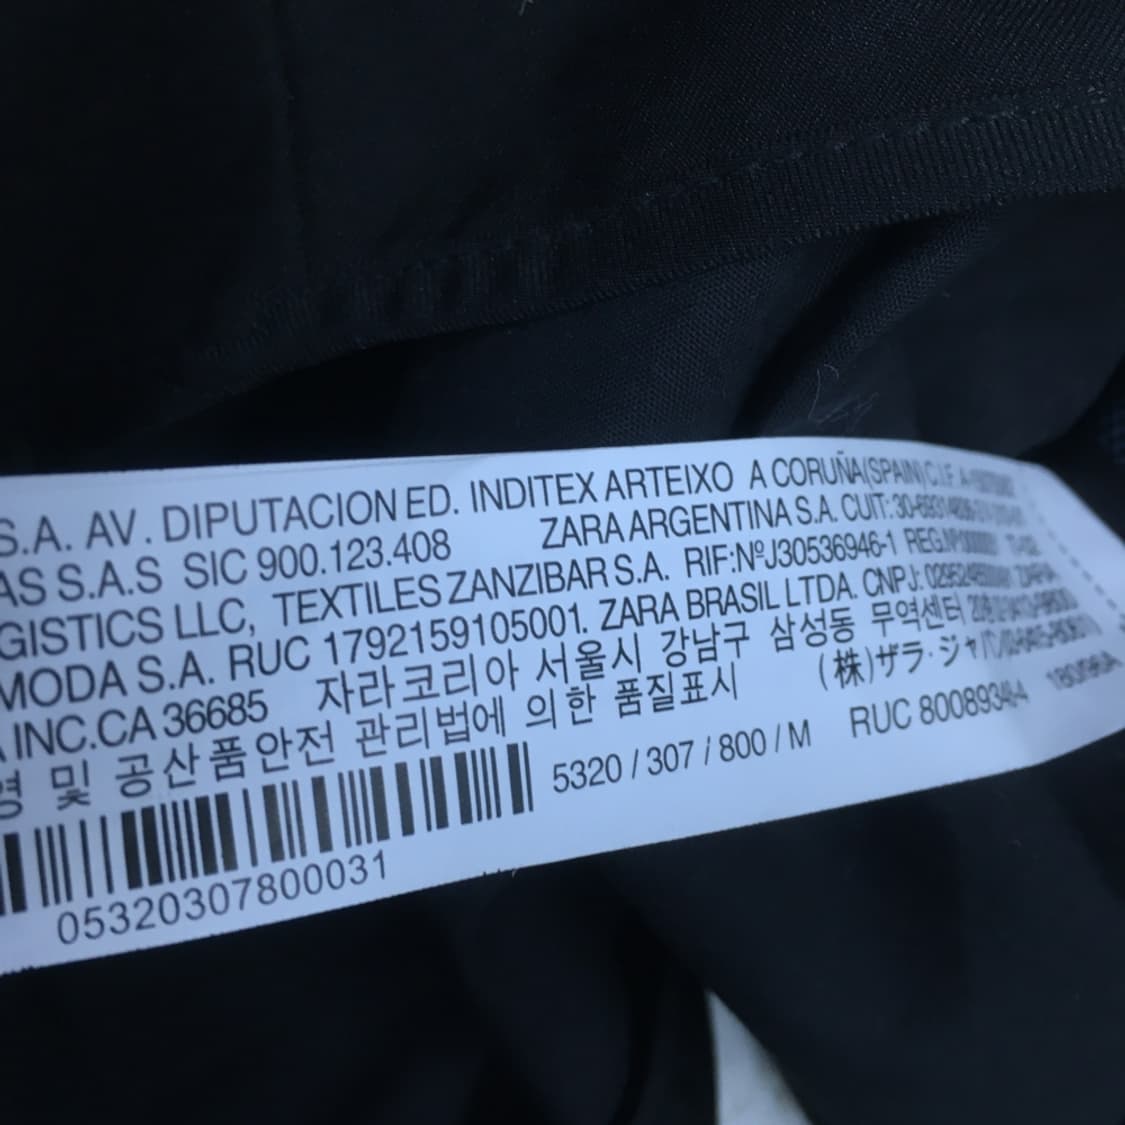 S.A. AV. DIPUTACION ED. INDITEX ARTEIXO A CORUÑA(SPAIN)C.I.F.
AS S.A.S SIC 900.123.408 ZARA ARGENTINA S.A. CUIT:
GISTICS LLC, TEXTILES ZANZIBAR S.A. RIF:NºJ30536946-1
MODA S.A. RUC 1792159105001. ZARA BRASIL LTDA. CNPJ:
INC.CA 36685 자라코리아 서울시 강남구 삼성동 무역센터
영 및 공산품안전 관리법에 의한 품질표시 (株)ザラ・ジャパン
5320 / 307 / 800 / M RUC
05320307800031